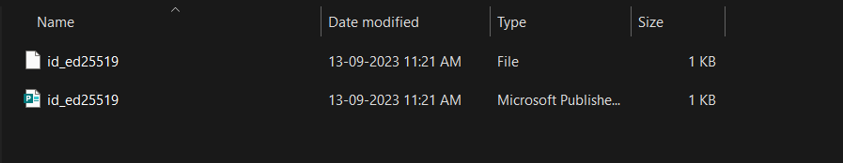 Name Date modified Type Size
id_ed25519 13-09-2023 11:21 AM File 1 KB
id_ed25519 13-09-2023 11:21 AM Microsoft Publishe... 1 KB